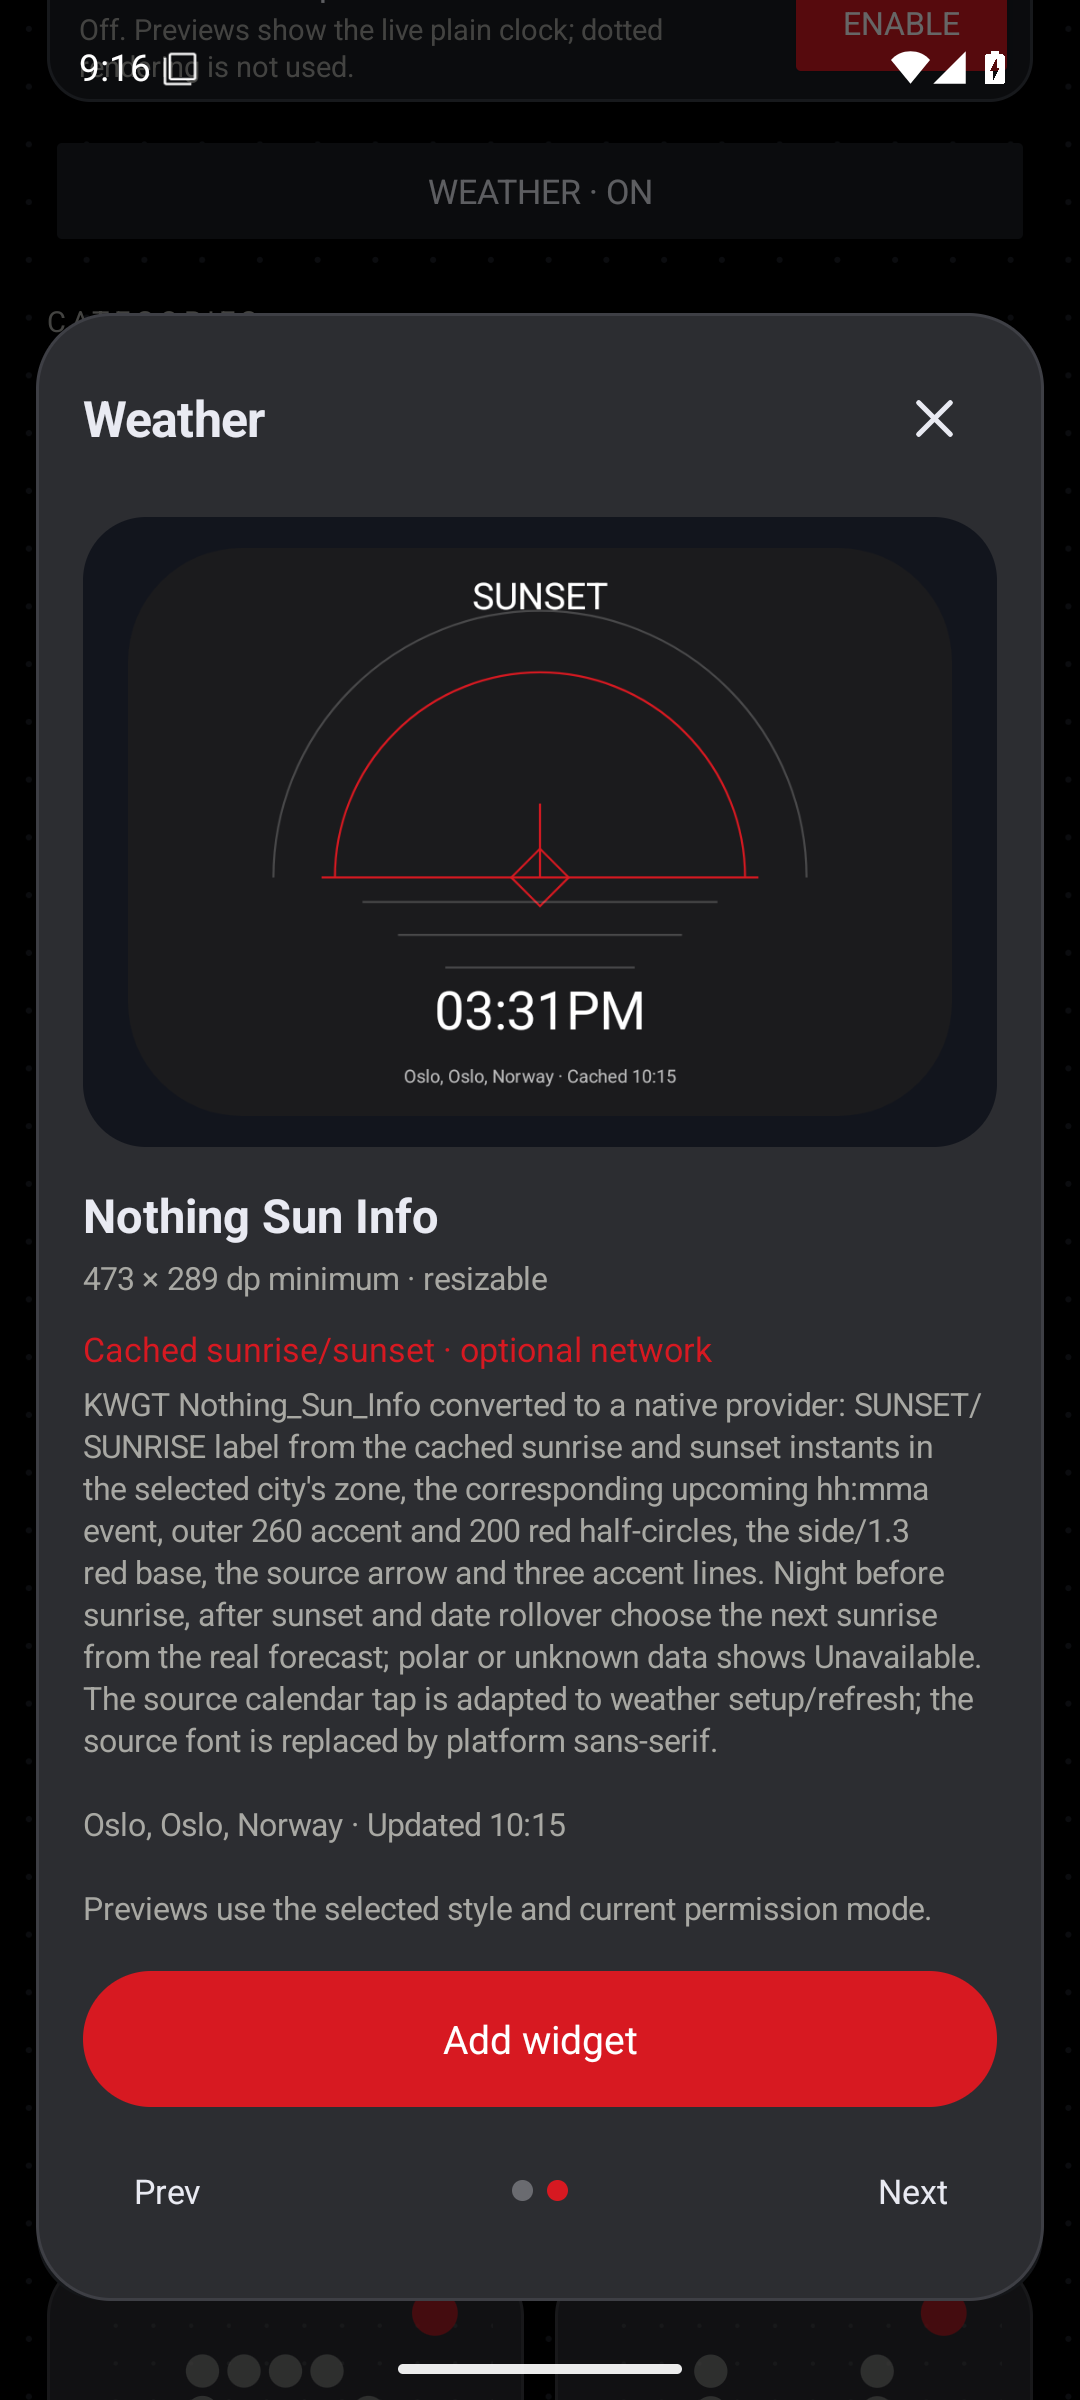 Off. Previews show the live plain clock; dotted
rendering is not used.
ENABLE
9:16
WEATHER · ON
CATEGORIES
Weather
SUNSET
03:31PM
Oslo, Oslo, Norway · Cached 10:15
Nothing Sun Info
473 × 289 dp minimum · resizable
Cached sunrise/sunset · optional network
KWGT Nothing_Sun_Info converted to a native provider: SUNSET/
SUNRISE label from the cached sunrise and sunset instants in
the selected city's zone, the corresponding upcoming hh:mma
event, outer 260 accent and 200 red half-circles, the side/1.3
red base, the source arrow and three accent lines. Night before
sunrise, after sunset and date rollover choose the next sunrise
from the real forecast; polar or unknown data shows Unavailable.
The source calendar tap is adapted to weather setup/refresh; the
source font is replaced by platform sans-serif.
Oslo, Oslo, Norway · Updated 10:15
Previews use the selected style and current permission mode.
Add widget
Prev
Next